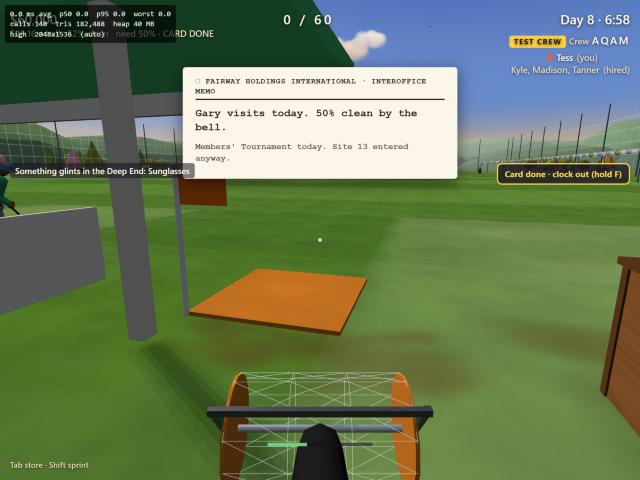 0.0 ms avg p50 0.0 p95 0.0 worst 0.0
calls 140 tris 182,488 heap 40 MB
high 2048x1536 (auto)
need 50% · CARD DONE
0 / 60
Day 8 · 6:58
TEST CREW Crew AQAM
Tess (you)
Kyle, Madison, Tanner (hired)
FAIRWAY HOLDINGS INTERNATIONAL · INTEROFFICE
MEMO
Gary visits today. 50% clean by the
bell.
Members' Tournament today. Site 13 entered
anyway.
Something glints in the Deep End: Sunglasses
Card done · clock out (hold F)
Tab store · Shift sprint